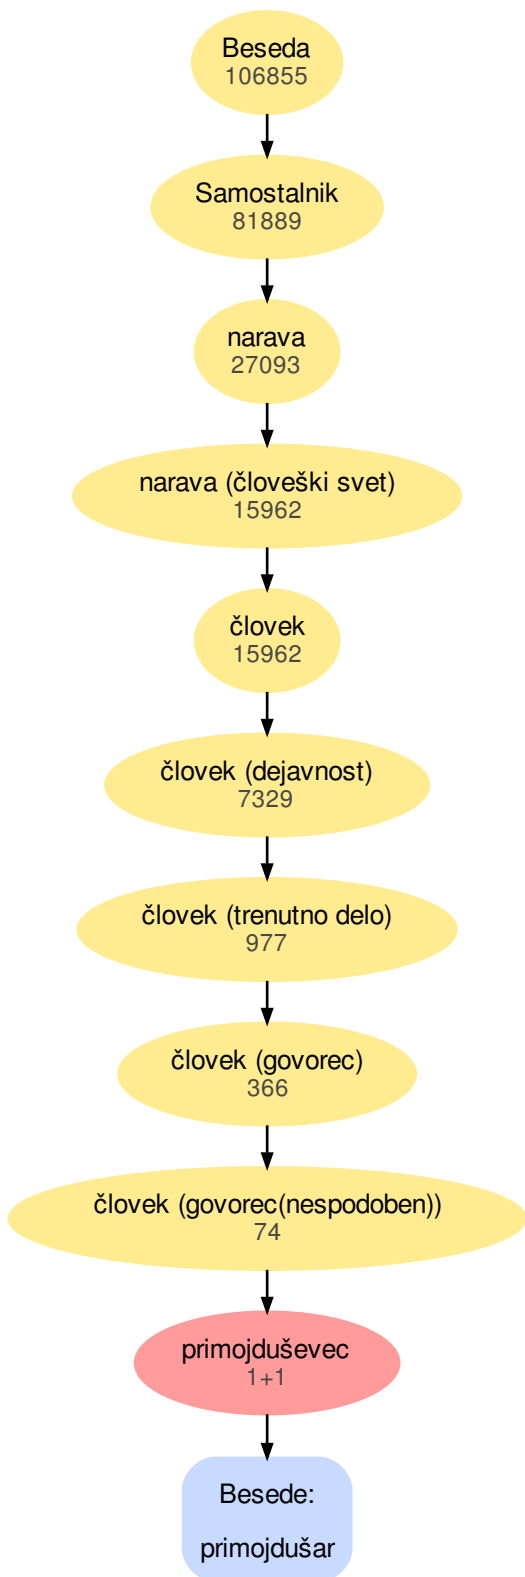 Beseda
106855
Samostalnik
81889
narava
27093
narava (človeški svet)
15962
človek
15962
človek (dejavnost)
7329
človek (trenutno delo)
977
človek (govorec)
366
človek (govorec(nespodoben))
74
primojduševec
1+1
Besede:
primojdušar